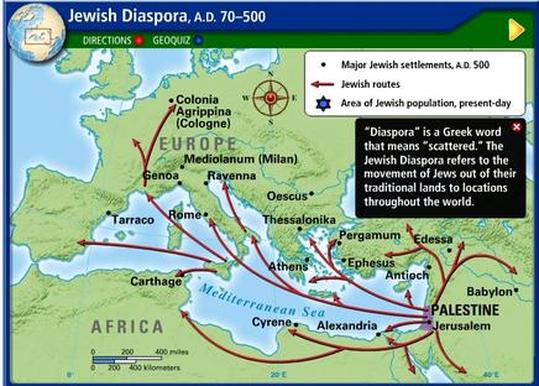 Jewish Diaspora, A.D. 70–500
DIRECTIONS GEOQUIZ
N
W E
S
Major Jewish settlements, A.D. 500
Jewish routes
Area of Jewish population, present-day
"Diaspora" is a Greek word
that means "scattered." The
Jewish Diaspora refers to the
movement of Jews out of their
traditional lands to locations
throughout the world.
Colonia
Agrippina
(Cologne)
EUROPE
Mediolanum (Milan)
Genoa
Ravenna
Oescus
Tarraco
Rome
Thessalonika
Pergamum
Edessa
Athens
Ephesus
Antioch
Carthage
Babylon
Mediterranean Sea
PALESTINE
Cyrene
Alexandria
Jerusalem
AFRICA
0 200 400 miles
0 200 400 kilometers
0°
20°E
40°E